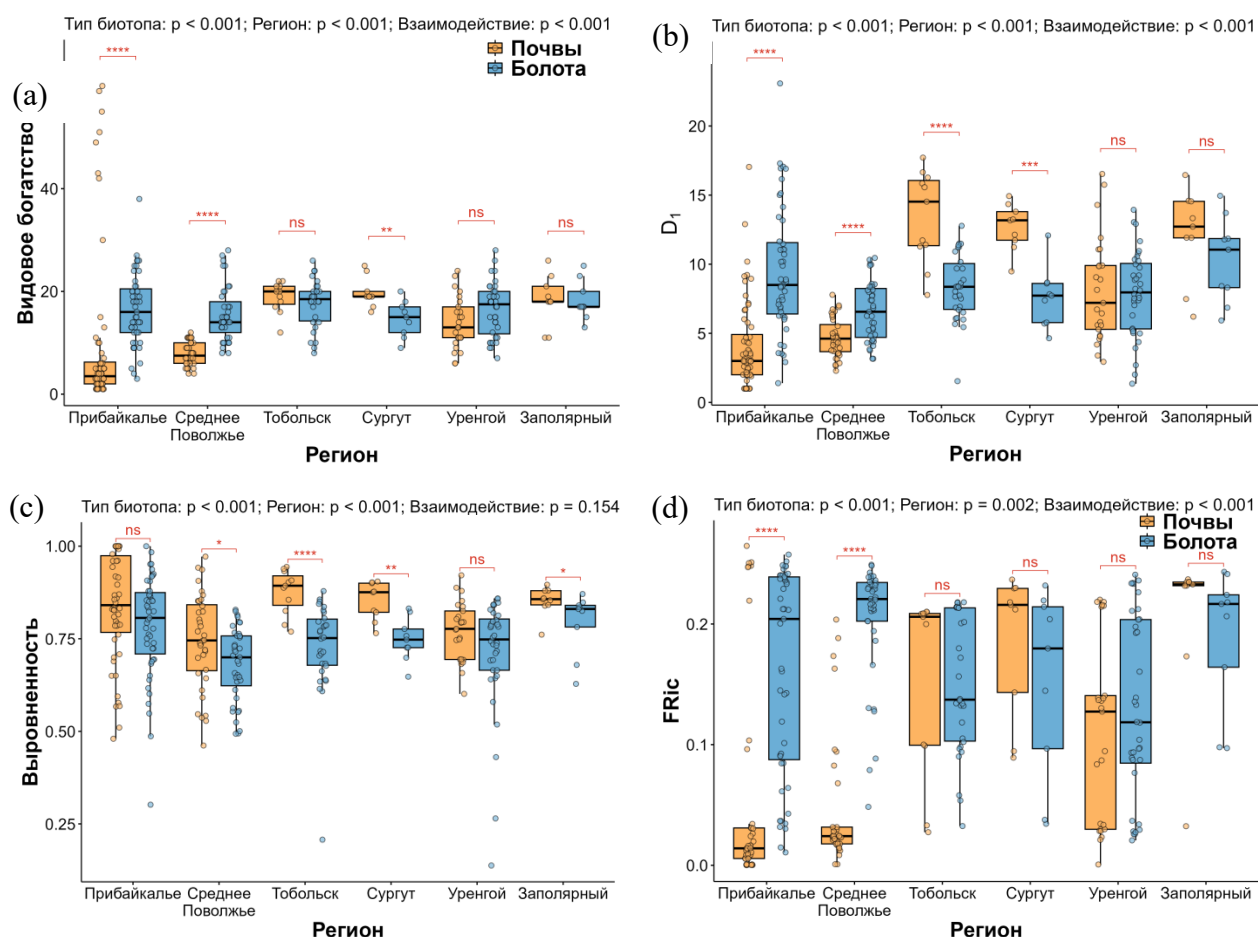 Тип биотопа: p < 0.001; Регион: p < 0.001; Взаимодействие: p < 0.001
(a)
Почвы
Болота
Видовое богатство
40
20
0
****
****
ns
**
ns
ns
Прибайкалье
Среднее
Поволжье
Тобольск
Сургут
Уренгой
Заполярный
Регион
(b)
Тип биотопа: p < 0.001; Регион: p < 0.001; Взаимодействие: p < 0.001
D1
20
15
10
5
0
****
****
****
***
ns
ns
Прибайкалье
Среднее
Поволжье
Тобольск
Сургут
Уренгой
Заполярный
Регион
(c)
Тип биотопа: p < 0.001; Регион: p < 0.001; Взаимодействие: p = 0.154
Выровненность
1.00
0.75
0.50
0.25
ns
*
****
**
ns
*
Прибайкалье
Среднее
Поволжье
Тобольск
Сургут
Уренгой
Заполярный
Регион
(d)
Тип биотопа: p < 0.001; Регион: p = 0.002; Взаимодействие: p < 0.001
Почвы
Болота
FRic
0.2
0.1
0.0
****
****
ns
ns
ns
ns
Прибайкалье
Среднее
Поволжье
Тобольск
Сургут
Уренгой
Заполярный
Регион